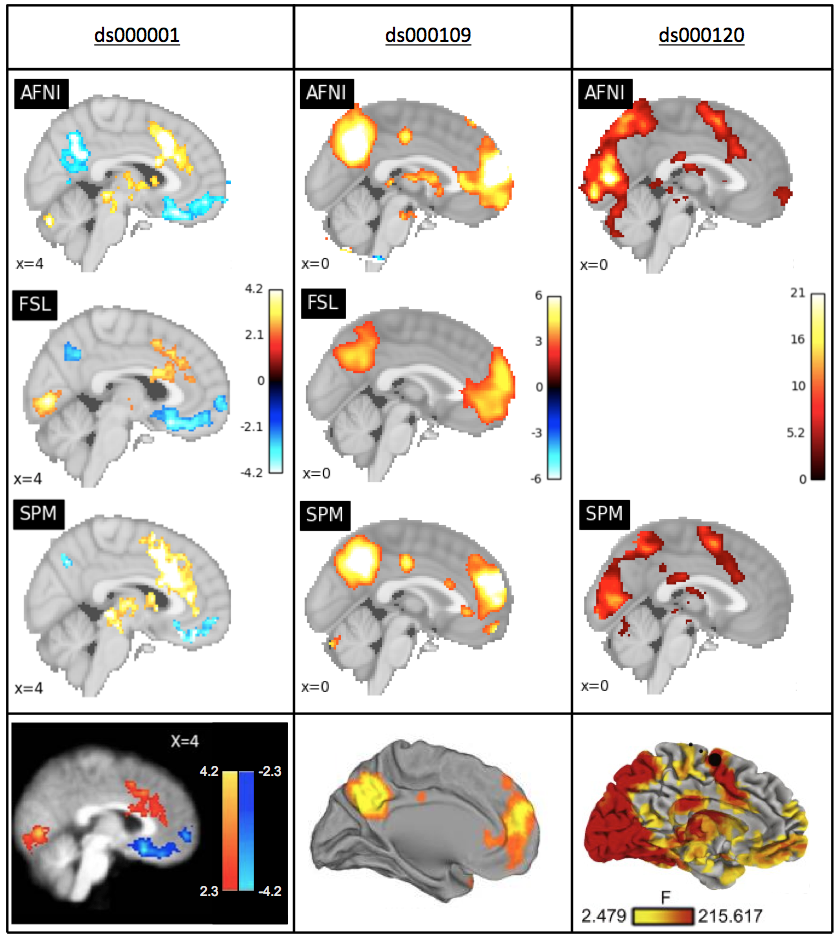 ds000001 ds000109 ds000120
AFNI AFNI AFNI
x=4 x=0 x=0
FSL FSL
4.2 6 21
2.1 3 16
0 0 10
-2.1 -3 5.2
-4.2 -6 0
x=4 x=0
SPM SPM SPM
x=4 x=0 x=0
X=4
4.2 -2.3
2.3 -4.2
F
2.479 215.617